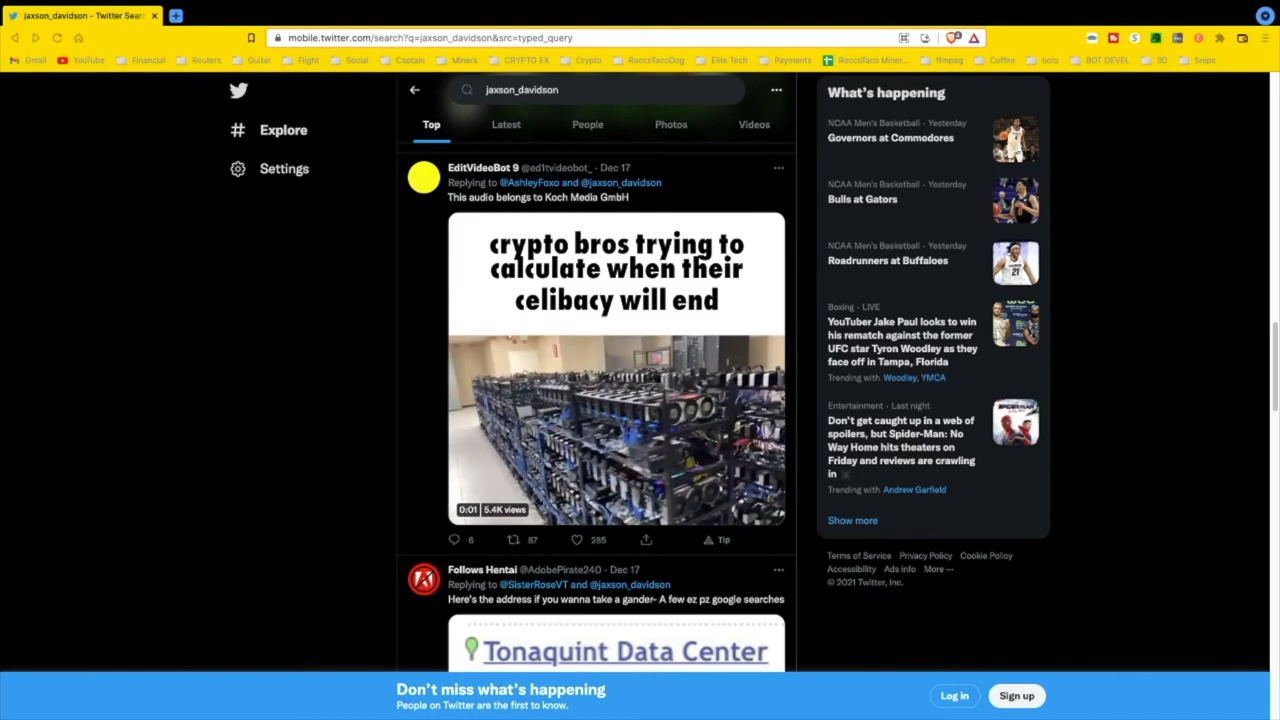 jaxson_davidson - Twitter Sear
mobile.twitter.com/search?q=jaxson_davidson&src=typed_query
Gmail YouTube Financial Routers Guitar Flight Social Captain Miners CRYPTO EX Crypto RoccoTacoDog Elite Tech Payments RoccoTaco Miner... ffmpeg Coffee bots BOT DEVEL 3D Snipe
Explore
Settings
jaxson_davidson
Top Latest People Photos Videos
EditVideoBot 9 @ed1tvideobot_ · Dec 17
Replying to @AshleyFoxo and @jaxson_davidson
This audio belongs to Koch Media GmbH
crypto bros trying to
calculate when their
celibacy will end
0:01 5.4K views
6 87 285 Tip
Follows Hentai @AdobePirate240 · Dec 17
Replying to @SisterRoseVT and @jaxson_davidson
Here's the address if you wanna take a gander- A few ez pz google searches
Tonaquint Data Center
What's happening
NCAA Men's Basketball · Yesterday
Governors at Commodores
NCAA Men's Basketball · Yesterday
Bulls at Gators
NCAA Men's Basketball · Yesterday
Roadrunners at Buffaloes
21
Boxing · LIVE
YouTuber Jake Paul looks to win
his rematch against the former
UFC star Tyron Woodley as they
face off in Tampa, Florida
Trending with Woodley, YMCA
Entertainment · Last night
Don't get caught up in a web of
spoilers, but Spider-Man: No
Way Home hits theaters on
Friday and reviews are crawling
in
Trending with Andrew Garfield
Show more
Terms of Service Privacy Policy Cookie Policy
Accessibility Ads info More ···
© 2021 Twitter, Inc.
Don't miss what's happening
People on Twitter are the first to know.
Log in Sign up